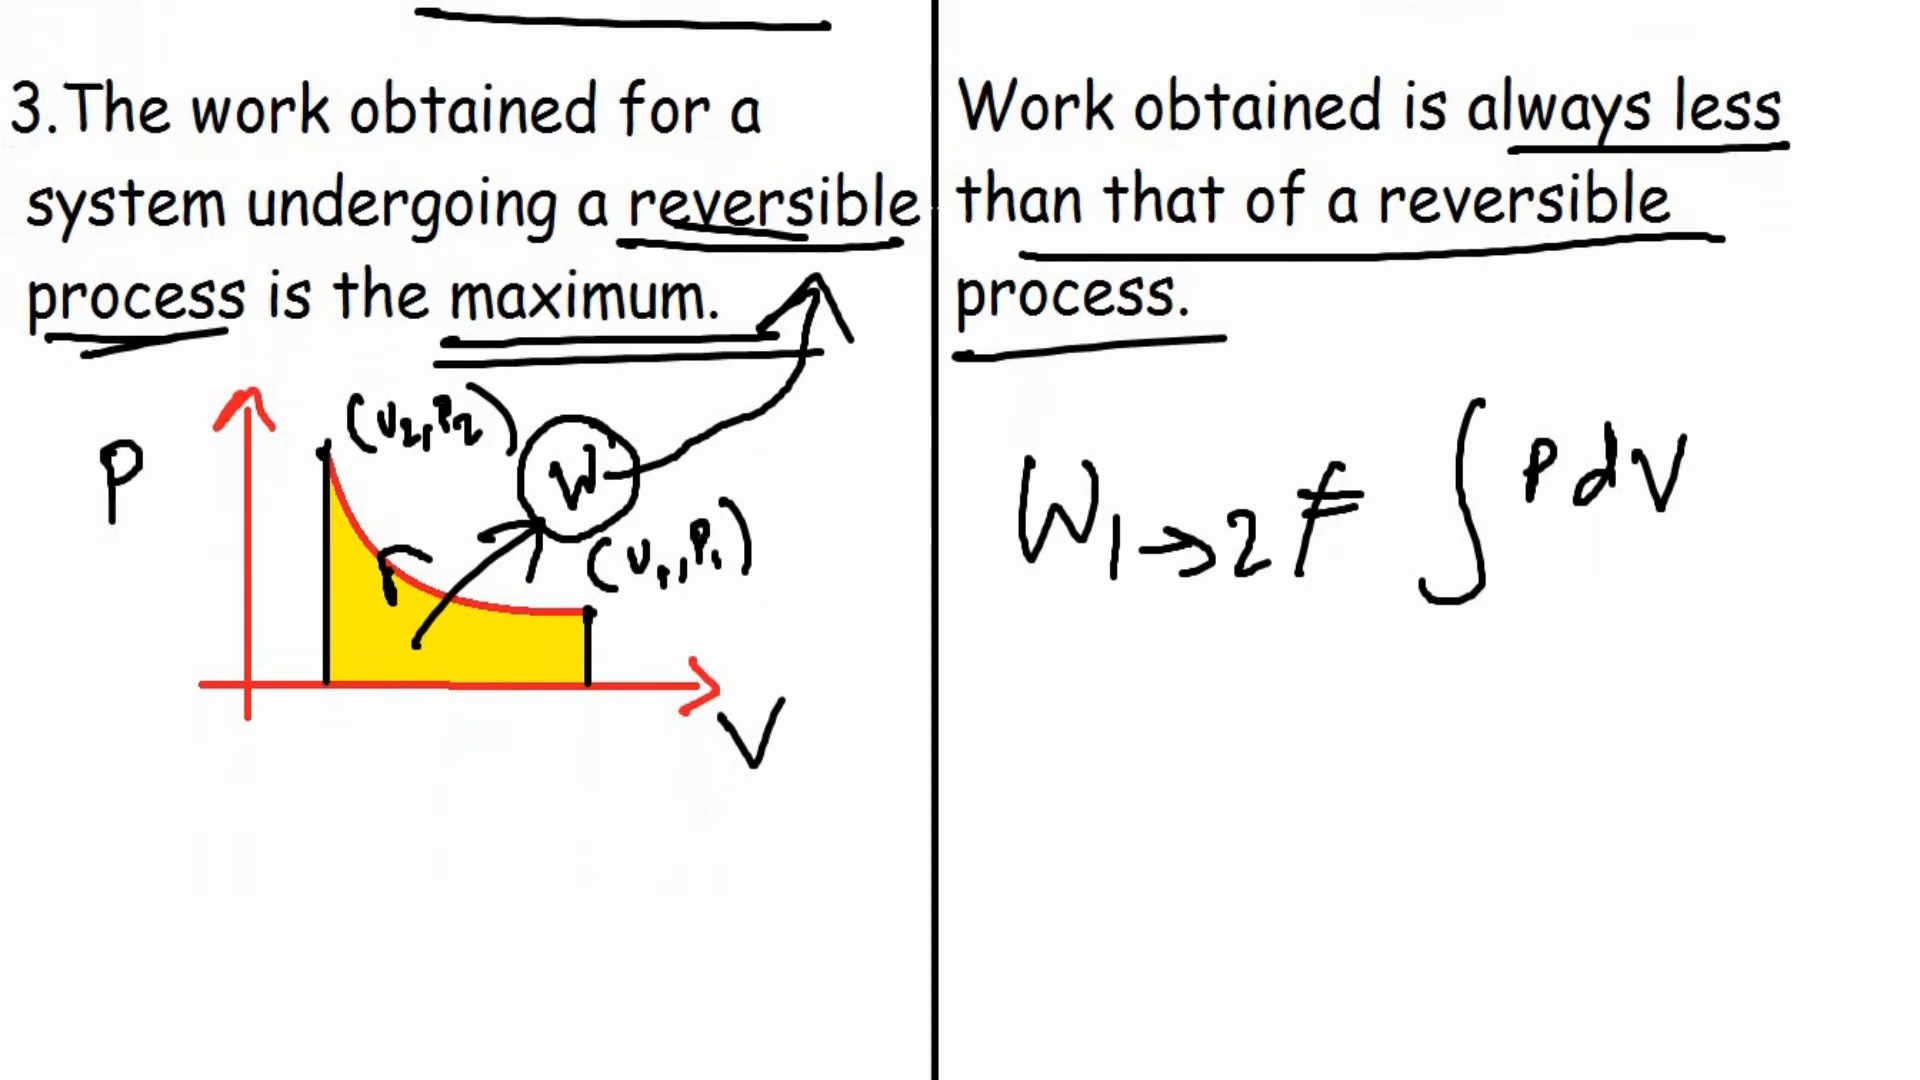 3.The work obtained for a
system undergoing a reversible
process is the maximum.
P
(V2, P2)
W
(V1, P1)
V
Work obtained is always less
than that of a reversible
process.
W1→2 ≠ ∫ P dV